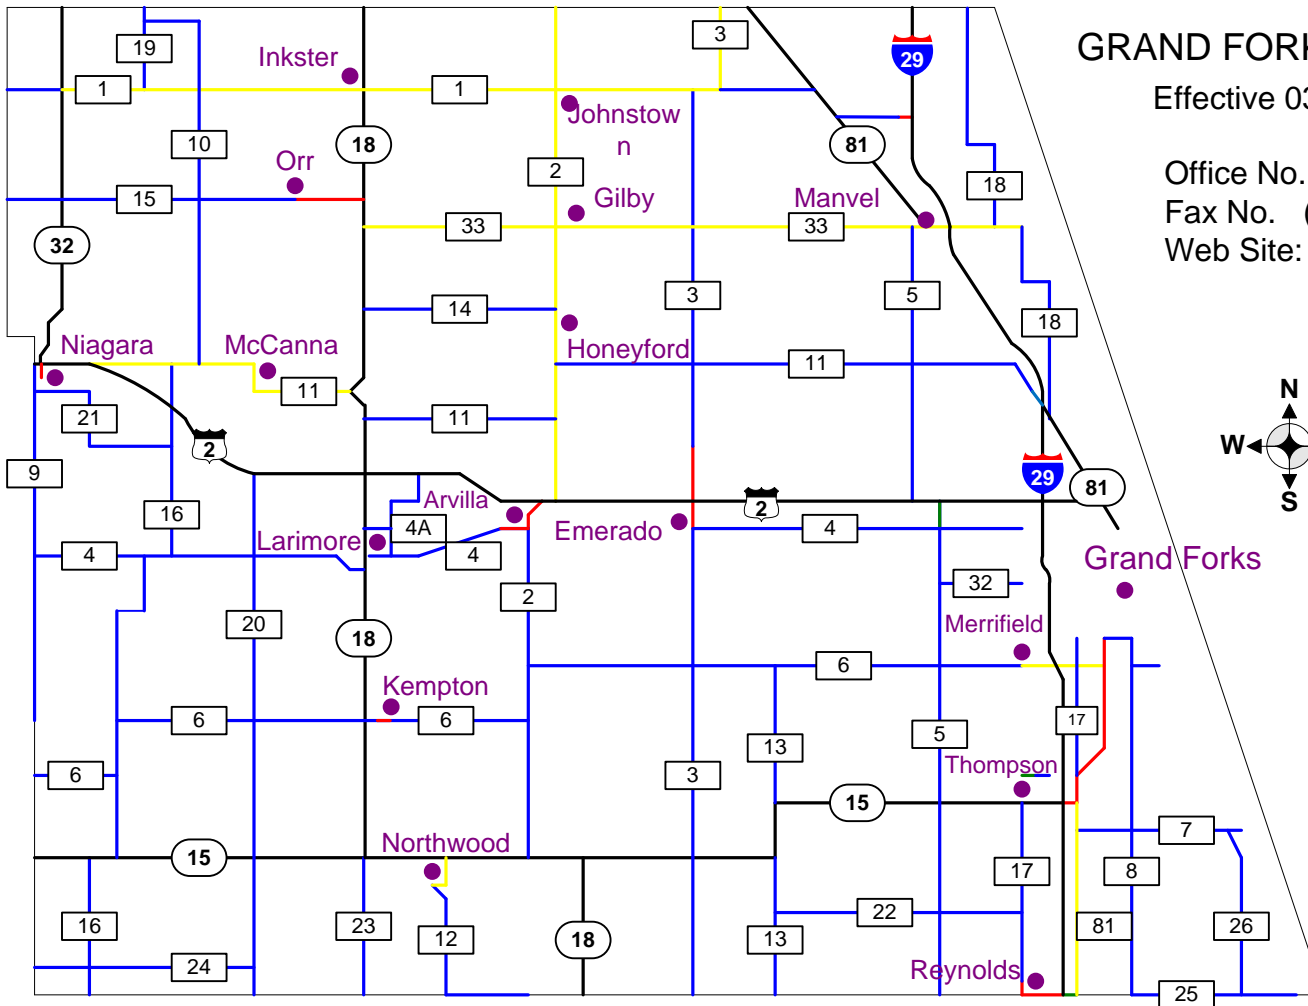 GRAND FORK
Effective 03
Office No.
Fax No. (
Web Site:
3
19
29
Inkster
1
1
Johnstow
n
10
18
81
Orr
2
15
18
Gilby
Manvel
33
33
32
3
5
14
18
Niagara
McCanna
Honeyford
11
11
21
11
N
W
S
2
9
29
81
Arvilla
2
16
4A
Emerado
4
Larimore
4
4
Grand Forks
32
2
20
18
Merrifield
6
Kempton
6
6
17
5
13
Thompson
6
3
15
7
Northwood
15
17
8
22
16
23
12
18
13
81
26
24
Reynolds
25